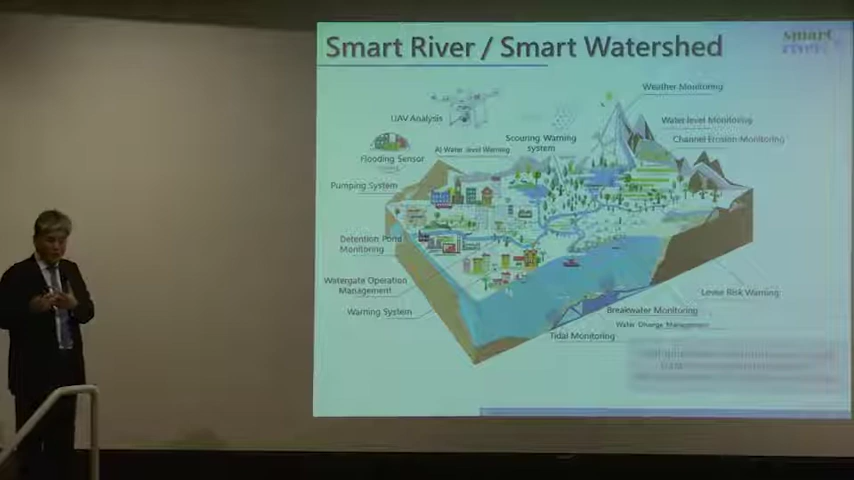 Smart River / Smart Watershed
smart
river
Weather Monitoring
UAV Analysis
Water level Monitoring
Scouring Warning
system
Channel Erosion Monitoring
AI Water level Warning
Flooding Sensor
Pumping System
Detention Pond
Monitoring
Watergate Operation
Management
Levee Risk Warning
Warning System
Breakwater Monitoring
Water Management
Tidal Monitoring